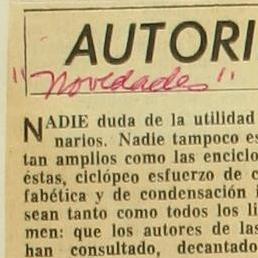 AUTORI
"Novedades"
NADIE duda de la utilidad
narios. Nadie tampoco es
tan amplios como las enciclo
éstas, ciclópeo esfuerzo de c
fabética y de condensación i
sean tanto como todos los li
men: que los autores de las
han consultado, decantado